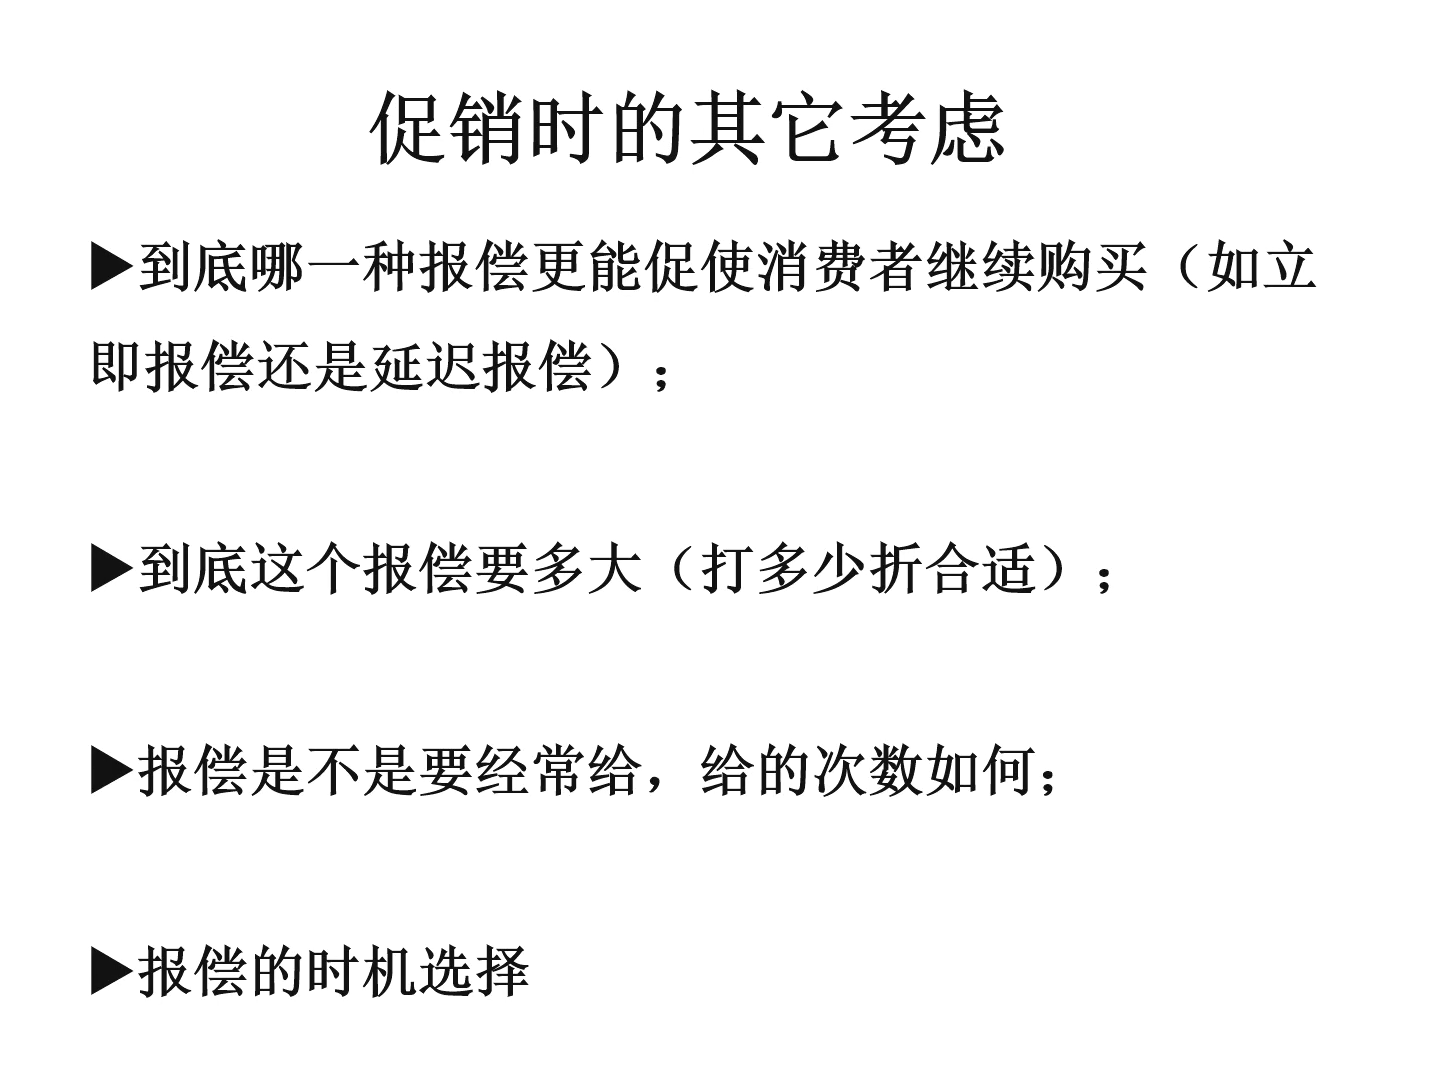 促销时的其它考虑
▶到底哪一种报偿更能促使消费者继续购买（如立
即报偿还是延迟报偿）；
▶到底这个报偿要多大（打多少折合适）；
▶报偿是不是要经常给，给的次数如何；
▶报偿的时机选择